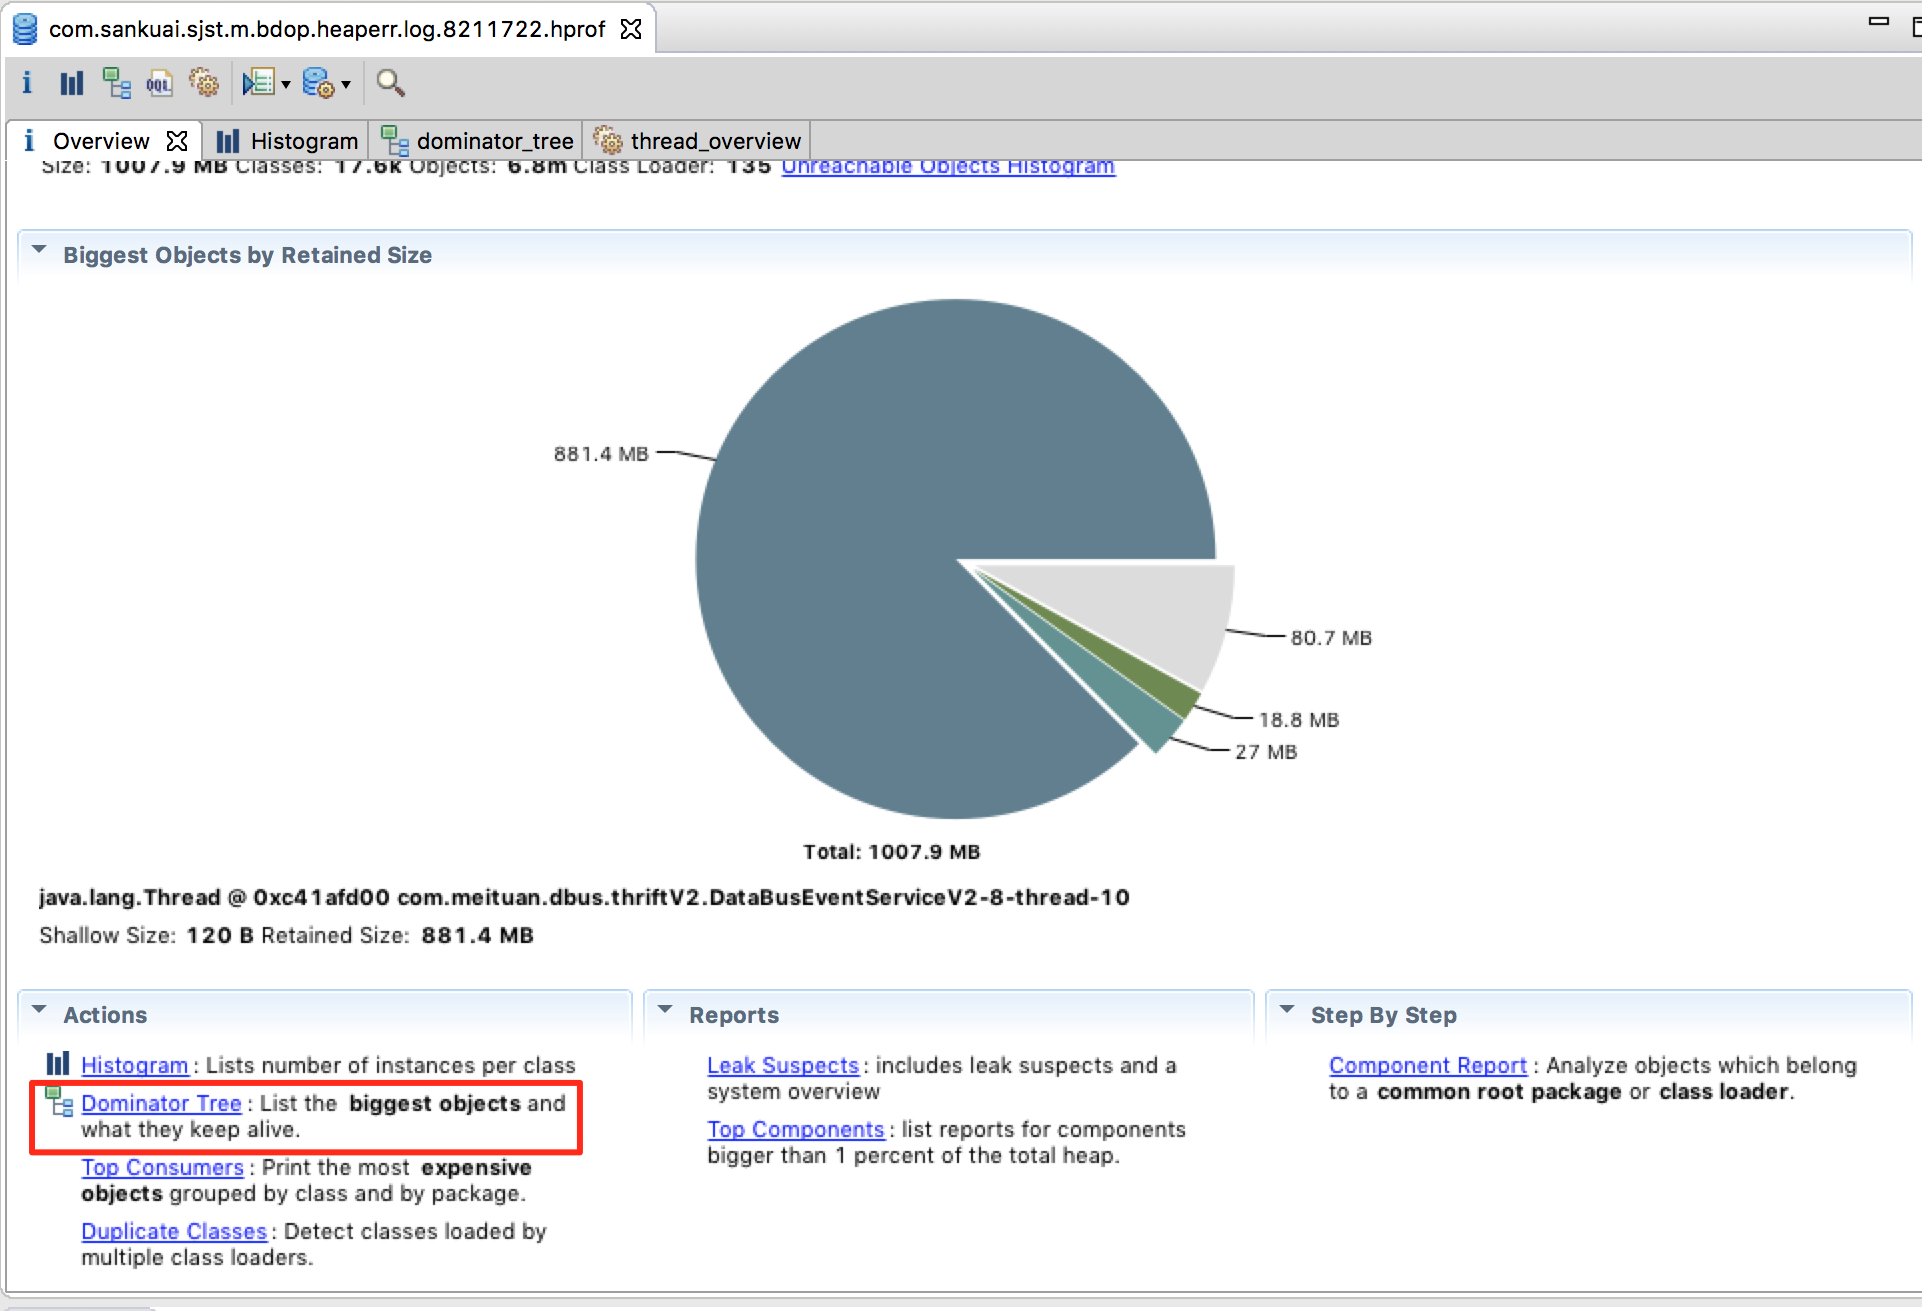 com.sankuai.sjst.m.bdop.heaperr.log.8211722.hprof
OQL
i Overview Histogram dominator_tree thread_overview
Size: 1007.9 MB Classes: 17.6k Objects: 6.8m Class Loader: 135 Unreachable Objects Histogram
Biggest Objects by Retained Size
881.4 MB
80.7 MB
18.8 MB
27 MB
Total: 1007.9 MB
java.lang.Thread @ 0xc41afd00 com.meituan.dbus.thriftV2.DataBusEventServiceV2-8-thread-10
Shallow Size: 120 B Retained Size: 881.4 MB
Actions
Histogram: Lists number of instances per class
Dominator Tree: List the biggest objects and
what they keep alive.
Top Consumers: Print the most expensive
objects grouped by class and by package.
Duplicate Classes: Detect classes loaded by
multiple class loaders.
Reports
Leak Suspects: includes leak suspects and a
system overview
Top Components: list reports for components
bigger than 1 percent of the total heap.
Step By Step
Component Report: Analyze objects which belong
to a common root package or class loader.